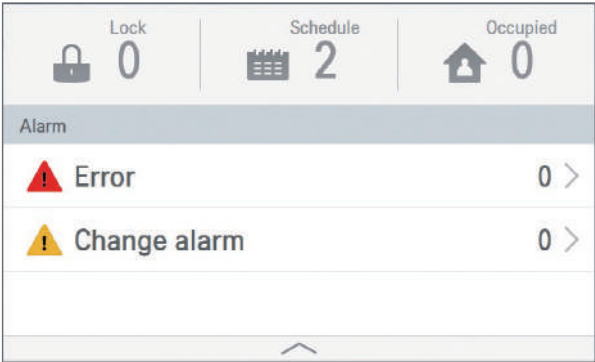 Lock
0
Schedule
2
Occupied
0
Alarm
Error 0
Change alarm 0